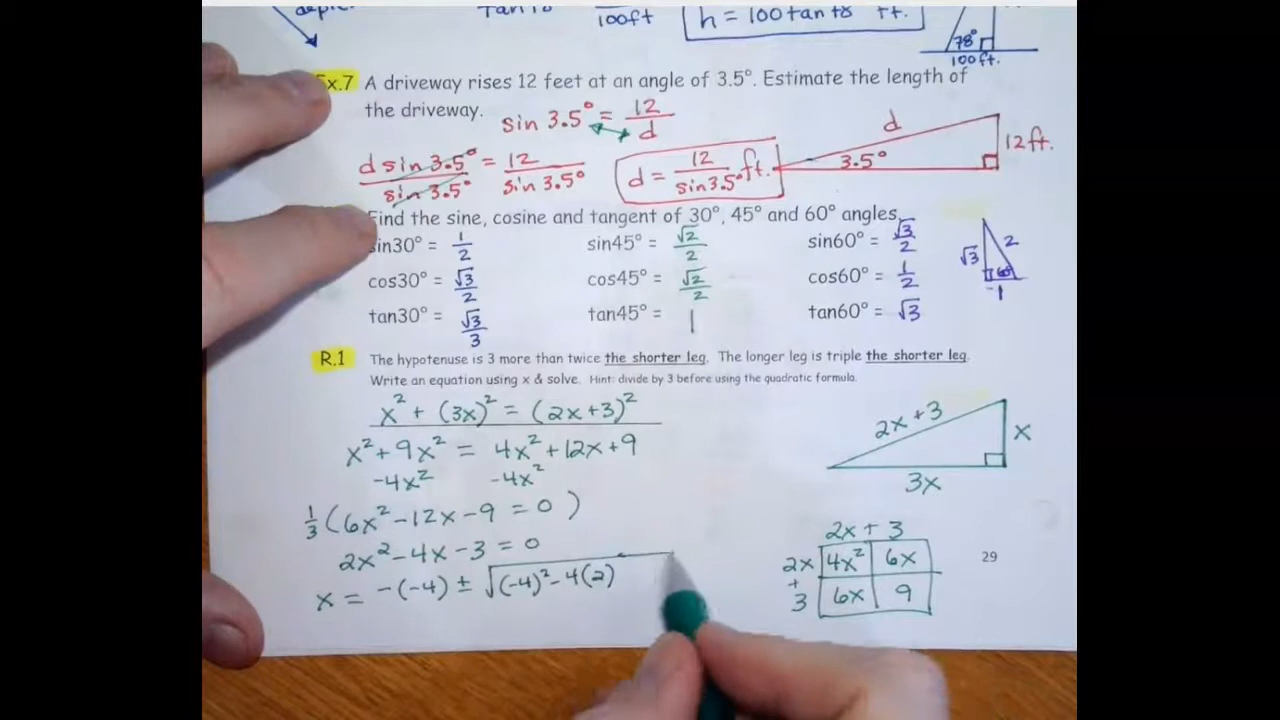 100ft h = 100 tan 78° ft.
78°
100ft.
Ex.7 A driveway rises 12 feet at an angle of 3.5°. Estimate the length of
the driveway. sin 3.5° = 12/d
d sin 3.5°/sin 3.5° = 12/sin 3.5° d = 12/sin3.5° ft. d 3.5° 12 ft.
Find the sine, cosine and tangent of 30°, 45° and 60° angles.
sin30° = 1/2 sin45° = √2/2 sin60° = √3/2
cos30° = √3/2 cos45° = √2/2 cos60° = 1/2
tan30° = √3/3 tan45° = 1 tan60° = √3
√3 2 60° 1
R.1 The hypotenuse is 3 more than twice the shorter leg. The longer leg is triple the shorter leg.
Write an equation using x & solve. Hint: divide by 3 before using the quadratic formula.
x² + (3x)² = (2x+3)²
x² + 9x² = 4x² + 12x + 9
-4x² -4x²
1/3 (6x² - 12x - 9 = 0)
2x² - 4x - 3 = 0
x = -(-4) ± √(-4)² - 4(2)
2x + 3 x
3x
2x + 3
2x 4x² 6x
+
3 6x 9
29